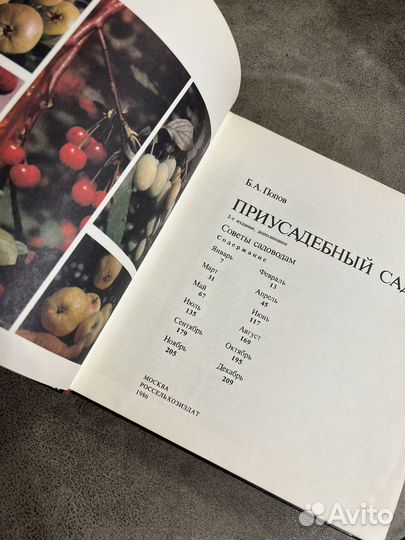 Б.А. Попов
ПРИУСАДЕБНЫЙ САД
2-е издание, дополненное
Советы садоводам
Содержание
Январь
7
Февраль
13
Март
31
Апрель
45
Май
67
Июнь
117
Июль
135
Август
169
Сентябрь
179
Октябрь
195
Ноябрь
205
Декабрь
209
МОСКВА
РОССЕЛЬХОЗИЗДАТ
1986
Avito